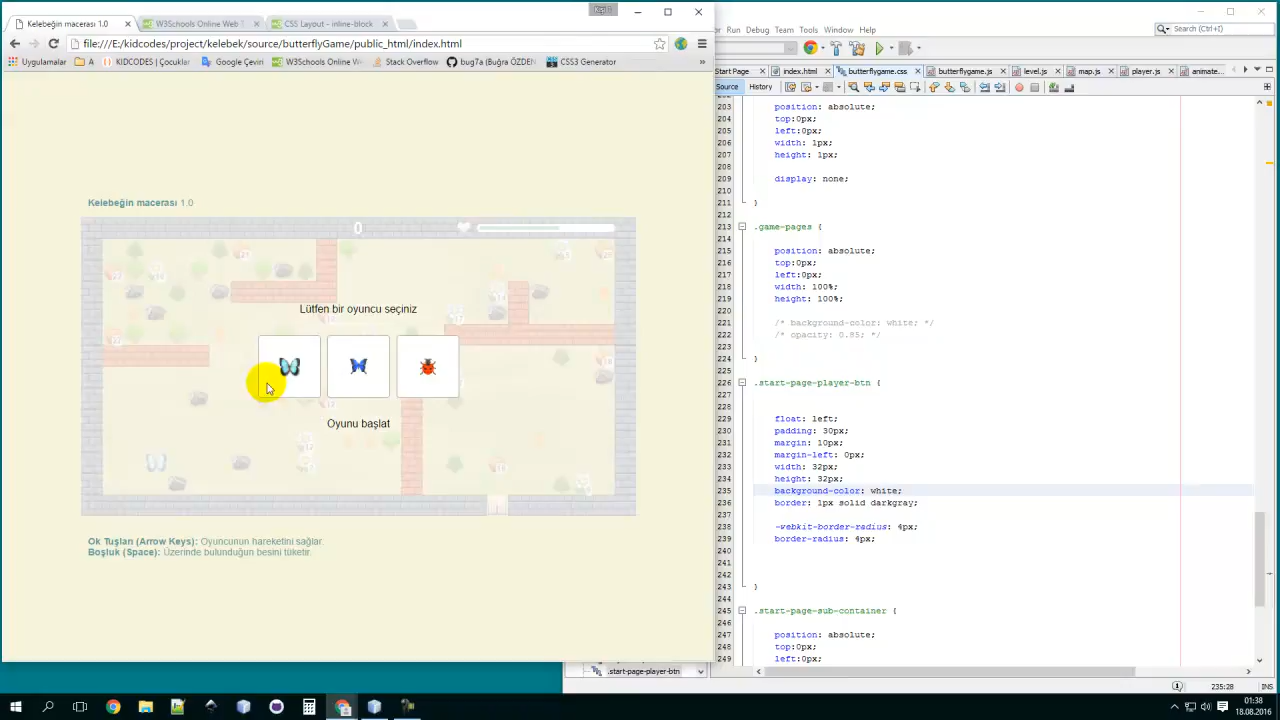 Kelebeğin macerası 1.0
W3Schools Online Web T
CSS Layout - inline-block
file:///E:/kidcodes/project/kelebek/source/butterflyGame/public_html/index.html
Uygulamalar
A
KIDCODES | Çocuklar
Google Çeviri
W3Schools Online We
Stack Overflow
bug7a (Buğra ÖZDEN
CSS3 Generator
»
Kelebeğin macerası 1.0
0
Lütfen bir oyuncu seçiniz
Oyunu başlat
Ok Tuşları (Arrow Keys): Oyuncunun hareketini sağlar.
Boşluk (Space): Üzerinde bulunduğun besini tüketir.
Run Debug Team Tools Window Help
Search (Ctrl+I)
Start Page
index.html
butterflygame.css
butterflygame.js
level.js
map.js
player.js
animate...
Source History
203 position: absolute;
204 top:0px;
205 left:0px;
206 width: 1px;
207 height: 1px;
208
209 display: none;
210
211 }
212
213 .game-pages {
214
215 position: absolute;
216 top:0px;
217 left:0px;
218 width: 100%;
219 height: 100%;
220
221 /* background-color: white; */
222 /* opacity: 0.85; */
223
224 }
225
226 .start-page-player-btn {
227
228
229 float: left;
230 padding: 30px;
231 margin: 10px;
232 margin-left: 0px;
233 width: 32px;
234 height: 32px;
235 background-color: white;
236 border: 1px solid darkgray;
237
238 -webkit-border-radius: 4px;
239 border-radius: 4px;
240
241
242
243 }
244
245 .start-page-sub-container {
246
247 position: absolute;
248 top:0px;
249 left:0px;
.start-page-player-btn
235:28 INS
01:38
18.08.2016